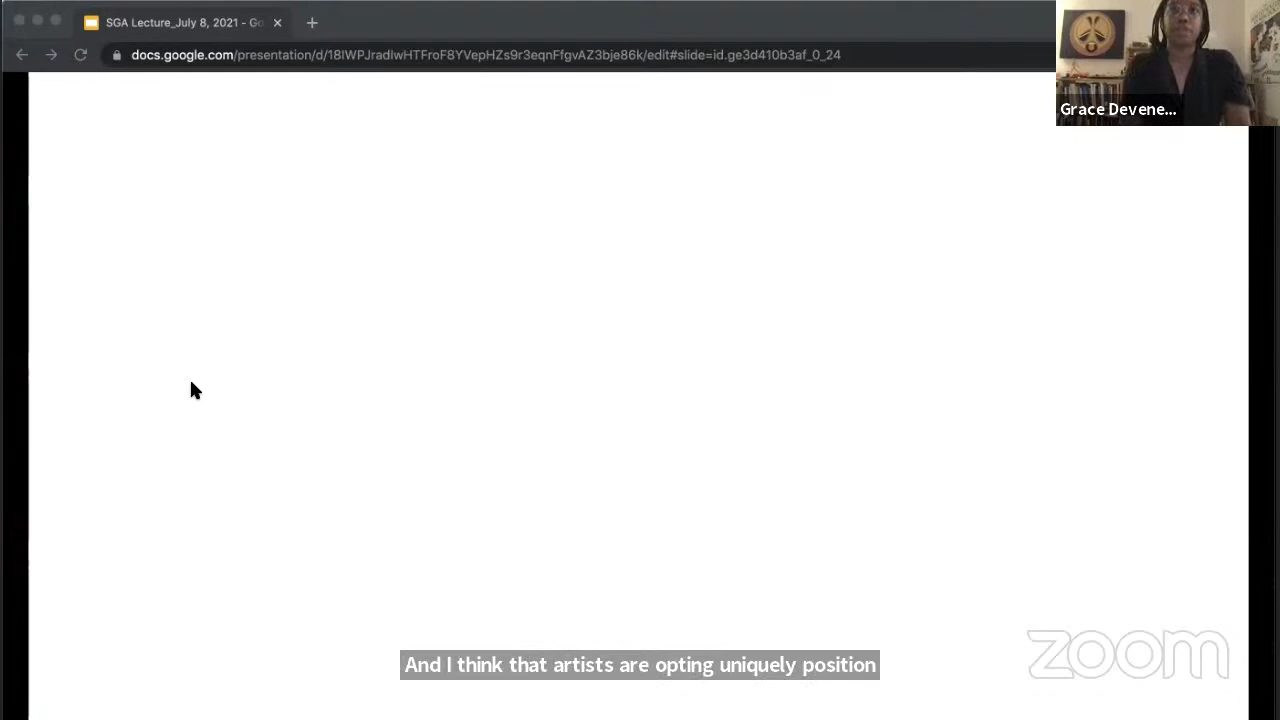 SGA Lecture_July 8, 2021 - Go
docs.google.com/presentation/d/18IWPJradIwHTFroF8YVepHZs9r3eqnFfgvAZ3bje86k/edit#slide=id.ge3d410b3af_0_24
Grace Devene...
And I think that artists are opting uniquely position
zoom